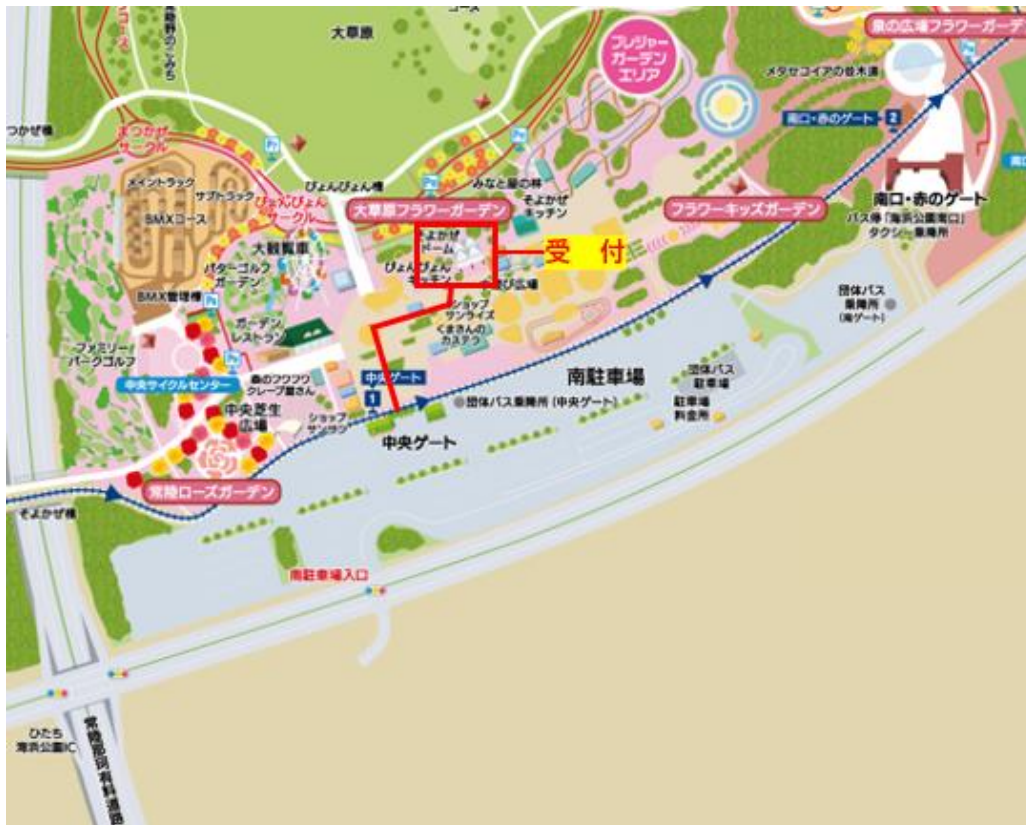 コース
泉の広場フラワーガーデン
大草原
プレジャー
ガーデン
エリア
メタセコイアの並木道
つかぜ橋
まつかぜ
サークル
南口・赤のゲート
2
メイントラック
サブトラック
BMXコース
ぴょんぴょん橋
みなと屋の林
そよかぜ
キッチン
ぴょんぴょん
サークル
大草原フラワーガーデン
フラワーキッズガーデン
南口・赤のゲート
バス停「海浜公園南口」
タクシー乗降所
大観覧車
そよかぜ
ドーム
受 付
パターゴルフ
ガーデン
ぴょんぴょん
キッチン
び広場
BMX管理棟
団体バス
乗降所
(南ゲート)
ショップ
サンライズ
くまさんの
カステラ
ガーデン
レストラン
ファミリー
パークゴルフ
中央サイクルセンター
森のフワフワ
クレープ屋さん
中央ゲート
1
南駐車場
団体バス
駐車場
団体バス乗降所(中央ゲート)
駐車場
料金所
中央芝生
広場
ショップ
サンサン
中央ゲート
常陸ローズガーデン
そよかぜ橋
南駐車場入口
ひたち
海浜公園IC
常陸那珂有料道路